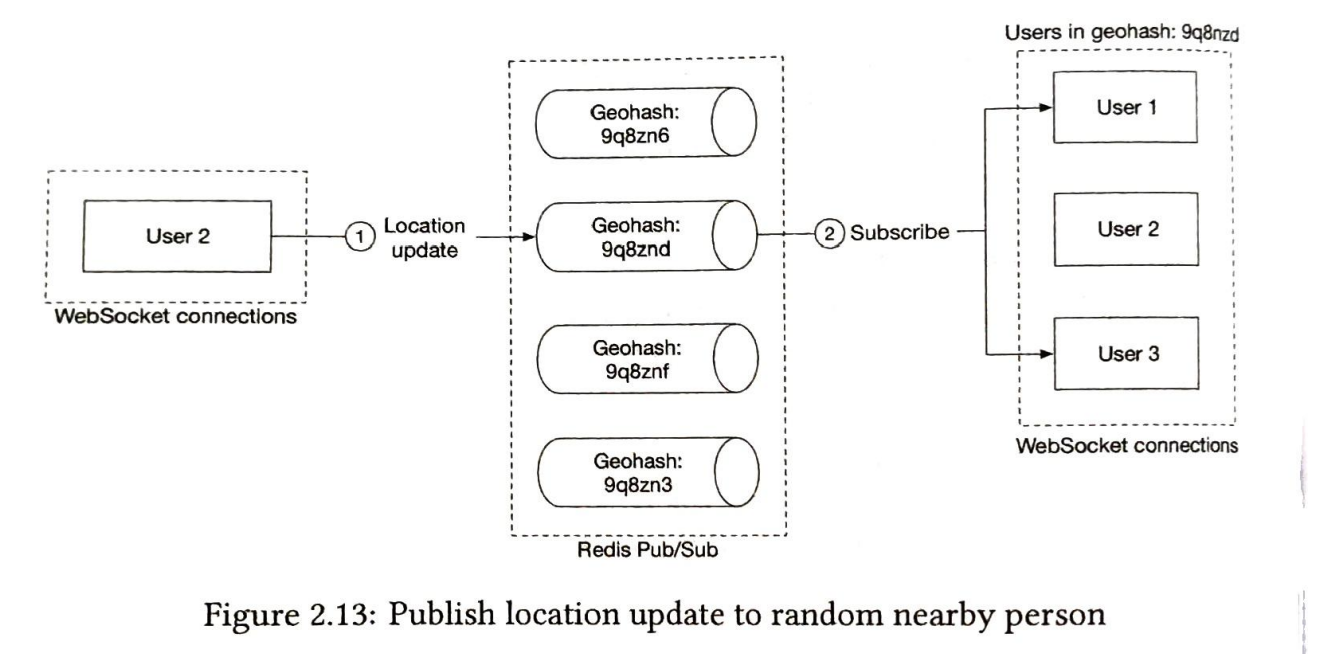 Users in geohash: 9q8nzd
Geohash:
9q8zn6
User 1
User 2
1
Location
update
Geohash:
9q8znd
2
Subscribe
User 2
WebSocket connections
Geohash:
9q8znf
User 3
WebSocket connections
Geohash:
9q8zn3
Redis Pub/Sub
Figure 2.13: Publish location update to random nearby person